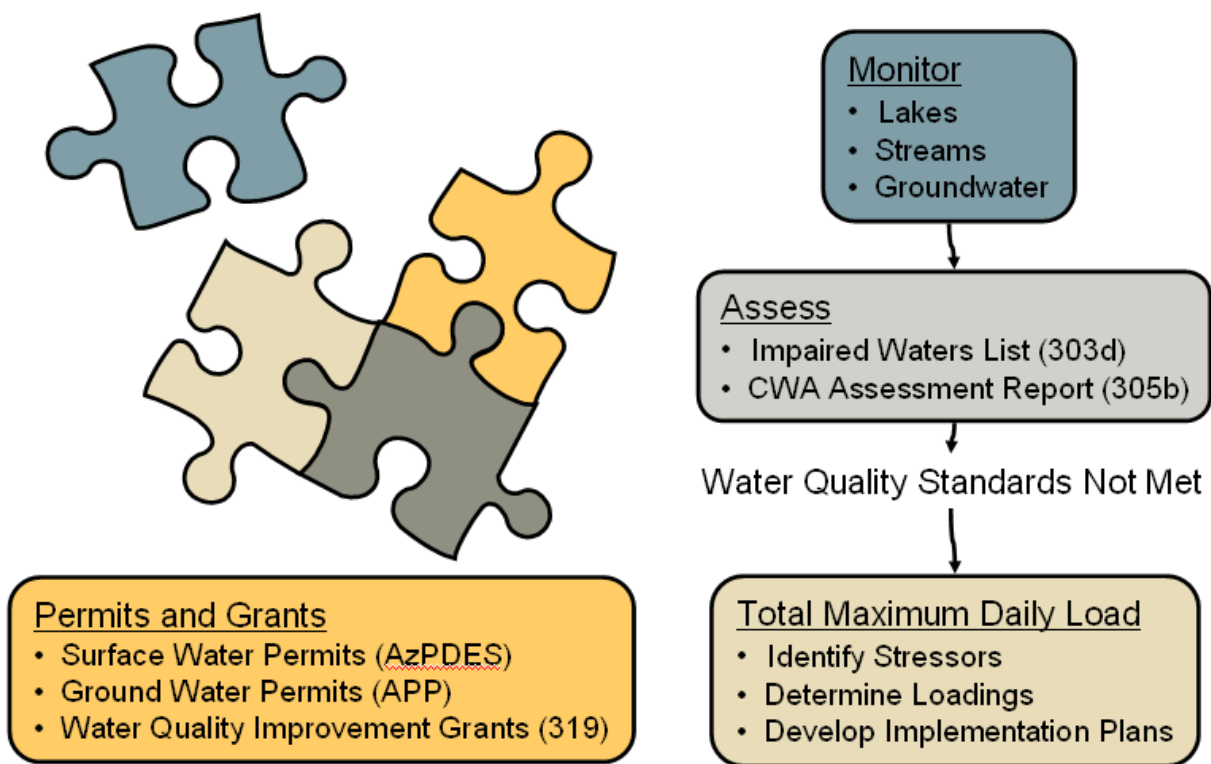 Monitor
• Lakes
• Streams
• Groundwater
Assess
• Impaired Waters List (303d)
• CWA Assessment Report (305b)
Water Quality Standards Not Met
Total Maximum Daily Load
• Identify Stressors
• Determine Loadings
• Develop Implementation Plans
Permits and Grants
• Surface Water Permits (AzPDES)
• Ground Water Permits (APP)
• Water Quality Improvement Grants (319)